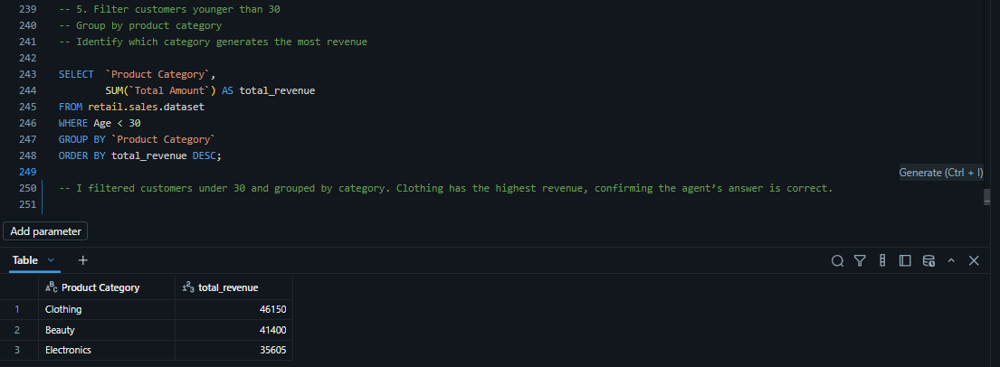 239 -- 5. Filter customers younger than 30
240 -- Group by product category
241 -- Identify which category generates the most revenue
242
243 SELECT `Product Category`,
244 SUM(`Total Amount`) AS total_revenue
245 FROM retail.sales.dataset
246 WHERE Age < 30
247 GROUP BY `Product Category`
248 ORDER BY total_revenue DESC;
249
Generate (Ctrl + I)
250 -- I filtered customers under 30 and grouped by category. Clothing has the highest revenue, confirming the agent’s answer is correct.
251
Add parameter
Table +
ABC Product Category 123 total_revenue
1 Clothing 46150
2 Beauty 41400
3 Electronics 35605